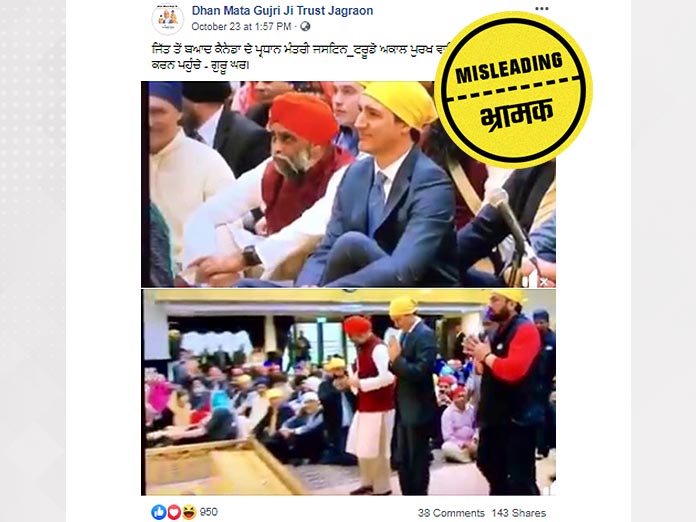 Dhan Mata Gujri Ji Trust Jagraon
October 23 at 1:57 PM
ਜਿੱਤ ਤੋਂ ਬਆਦ ਕੈਨੇਡਾ ਦੇ ਪ੍ਰਧਾਨ ਮੰਤਰੀ ਜਸਟਿਨ_ਟਰੂਡੋ ਅਕਾਲ ਪੁਰਖ
ਕਰਨ ਪਹੁੰਚੇ - ਗੁਰੂ ਘਰ।
MISLEADING
भ्रामक
950
38 Comments 143 Shares